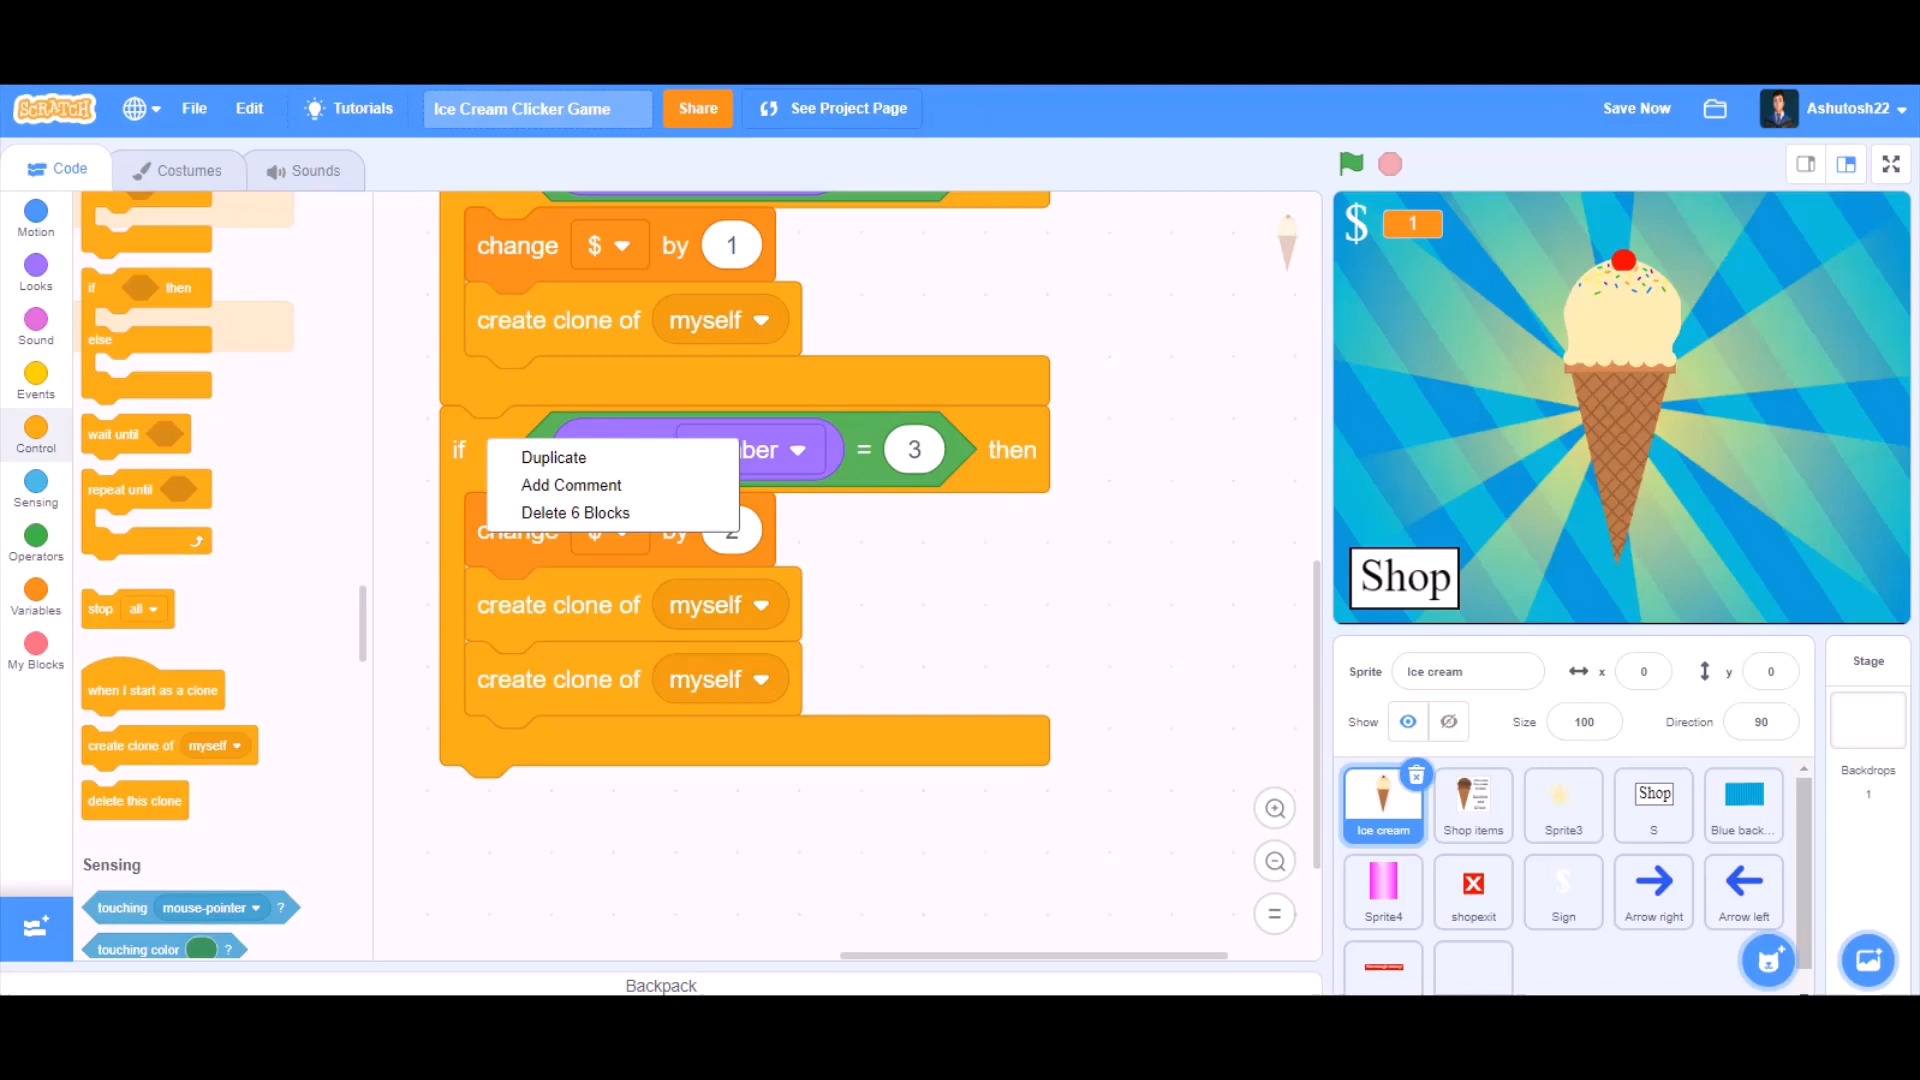 SCRATCH
File
Edit
Tutorials
Ice Cream Clicker Game
Share
See Project Page
Save Now
Ashutosh22
Code
Costumes
Sounds
Motion
Looks
Sound
Events
Control
Sensing
Operators
Variables
My Blocks
if then
else
wait until
repeat until
stop all
when I start as a clone
create clone of myself
delete this clone
Sensing
touching mouse-pointer ?
touching color ?
change $ by 1
create clone of myself
if ber = 3 then
Duplicate
Add Comment
Delete 6 Blocks
change $ by 2
create clone of myself
create clone of myself
Backpack
$ 1
Shop
Sprite Ice cream x 0 y 0
Show Size 100 Direction 90
Stage
Backdrops
1
Ice cream
Shop items
Sprite3
Shop
S
Blue back...
Sprite4
shopexit
$
Sign
Arrow right
Arrow left